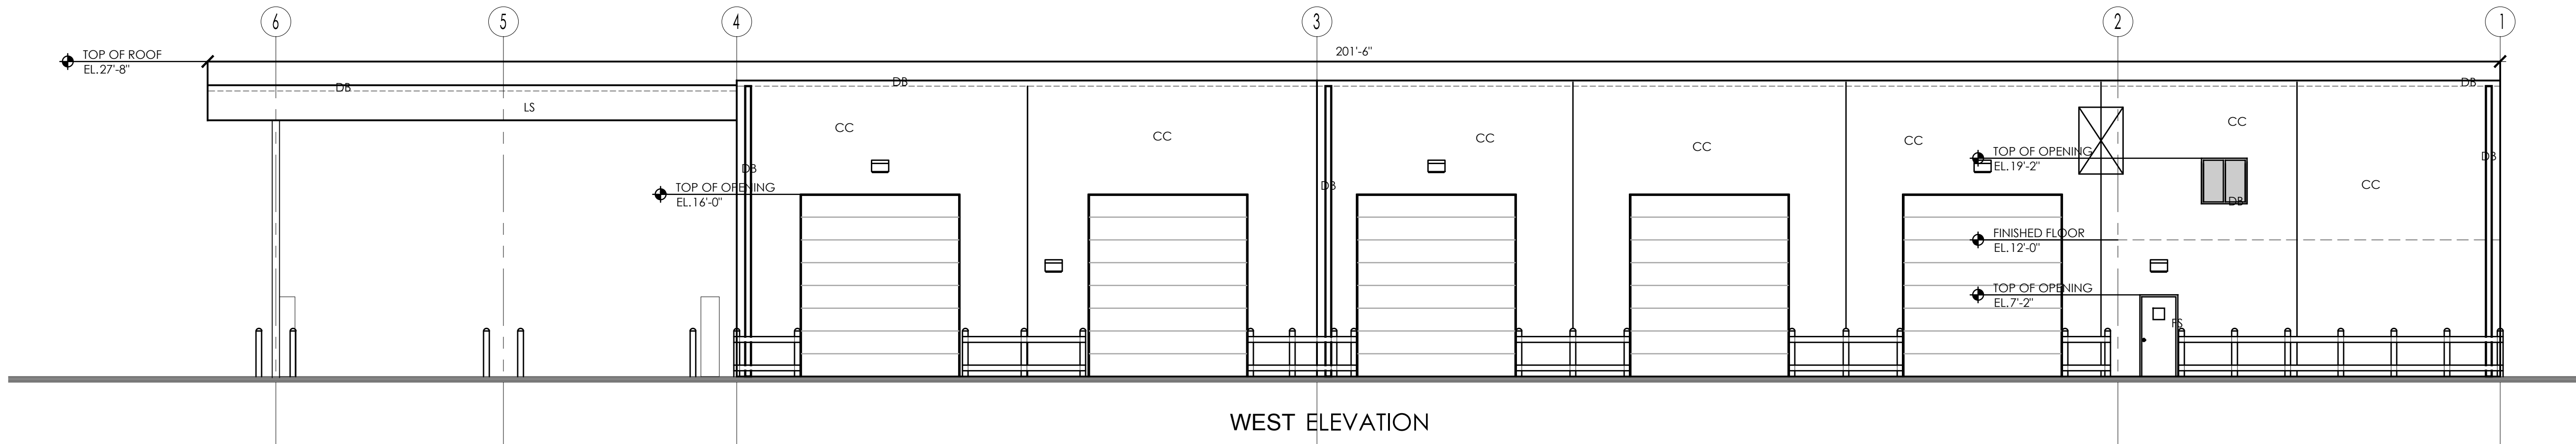 6
5
4
3
2
1
TOP OF ROOF
EL.27'-8"
201'-6"
DB
DB
DB
LS
CC
CC
CC
CC
CC
CC
TOP OF OPENING
EL.19'-2"
DB
DB
DB
CC
TOP OF OPENING
EL.16'-0"
DB
FINISHED FLOOR
EL.12'-0"
TOP OF OPENING
EL.7'-2"
FS
WEST ELEVATION